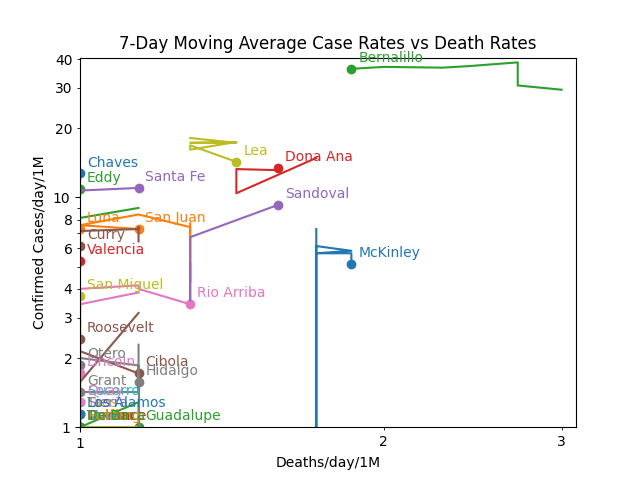 7-Day Moving Average Case Rates vs Death Rates
Confirmed Cases/day/1M
40
30
20
10
8
6
4
3
2
1
Bernalillo
Lea
Dona Ana
Chaves
Eddy
Santa Fe
Sandoval
Luna
San Juan
Curry
Valencia
McKinley
San Miguel
Rio Arriba
Roosevelt
Otero
Lincoln
Cibola
Hidalgo
Grant
Socorro
Los Alamos
Guadalupe
1
2
3
Deaths/day/1M